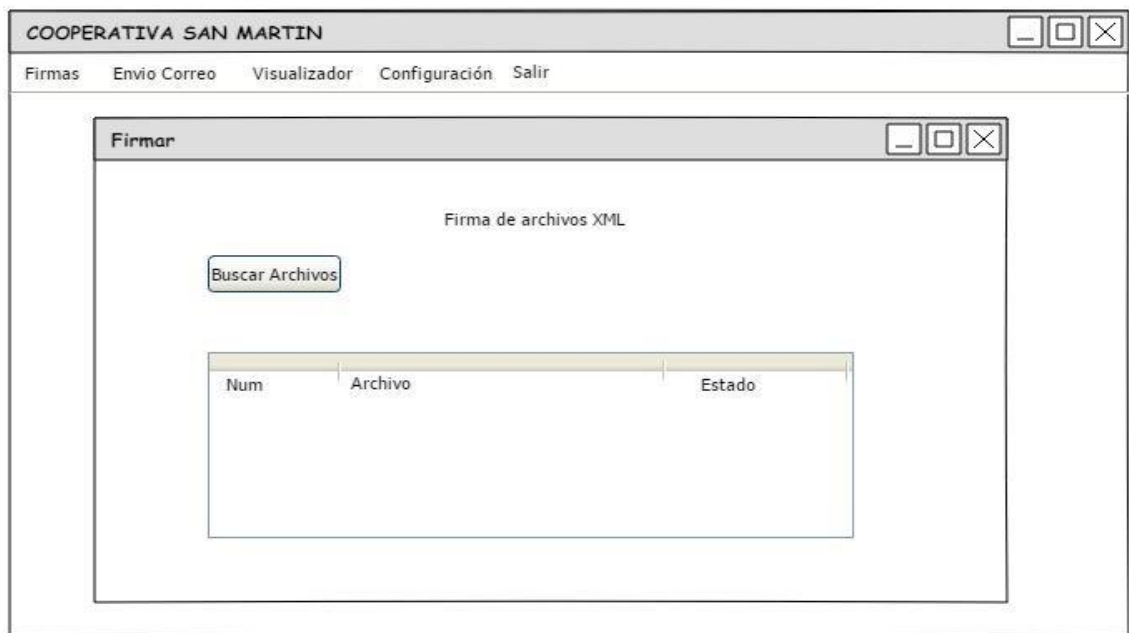 COOPERATIVA SAN MARTIN
Firmas Envio Correo Visualizador Configuración Salir
Firmar
Firma de archivos XML
Buscar Archivos
Num Archivo Estado